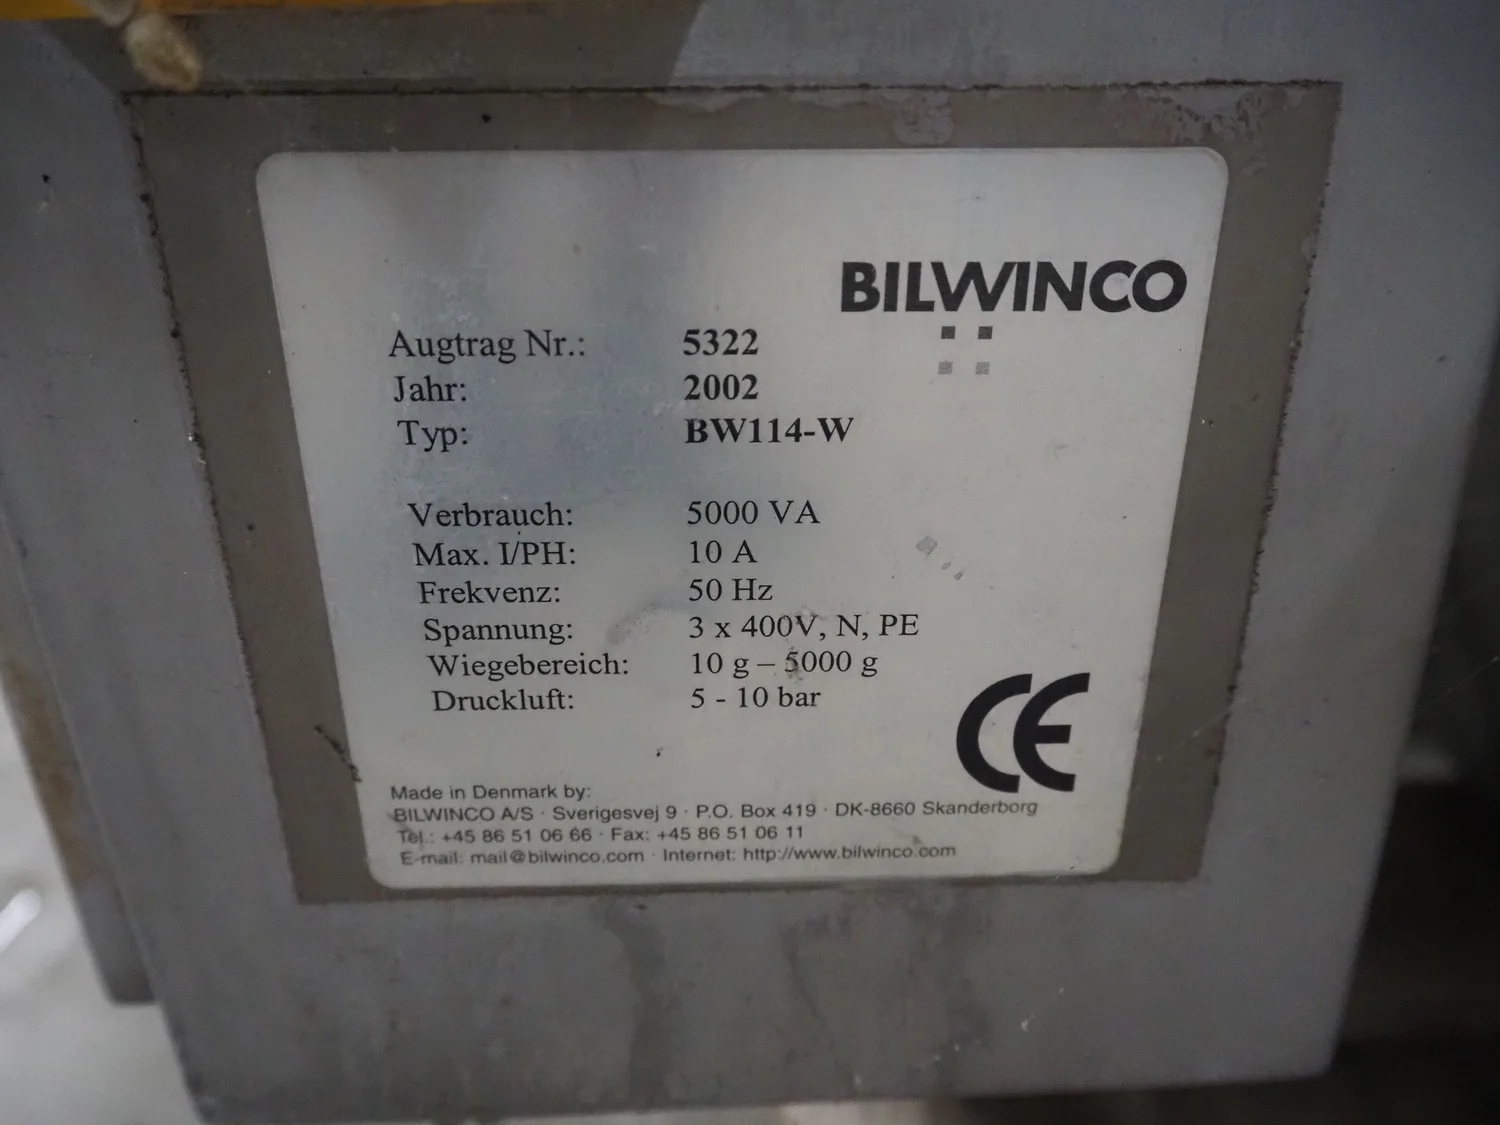 BILWINCO
Augtrag Nr.: 5322
Jahr: 2002
Typ: BW114-W
Verbrauch: 5000 VA
Max. I/PH: 10 A
Frekvenz: 50 Hz
Spannung: 3 x 400V, N, PE
Wiegebereich: 10 g – 5000 g
Druckluft: 5 - 10 bar
CE
Made in Denmark by:
BILWINCO A/S · Sverigesvej 9 · P.O. Box 419 · DK-8660 Skanderborg
Tel.: +45 86 51 06 66 · Fax: +45 86 51 06 11
E-mail: mail@bilwinco.com · Internet: http://www.bilwinco.com